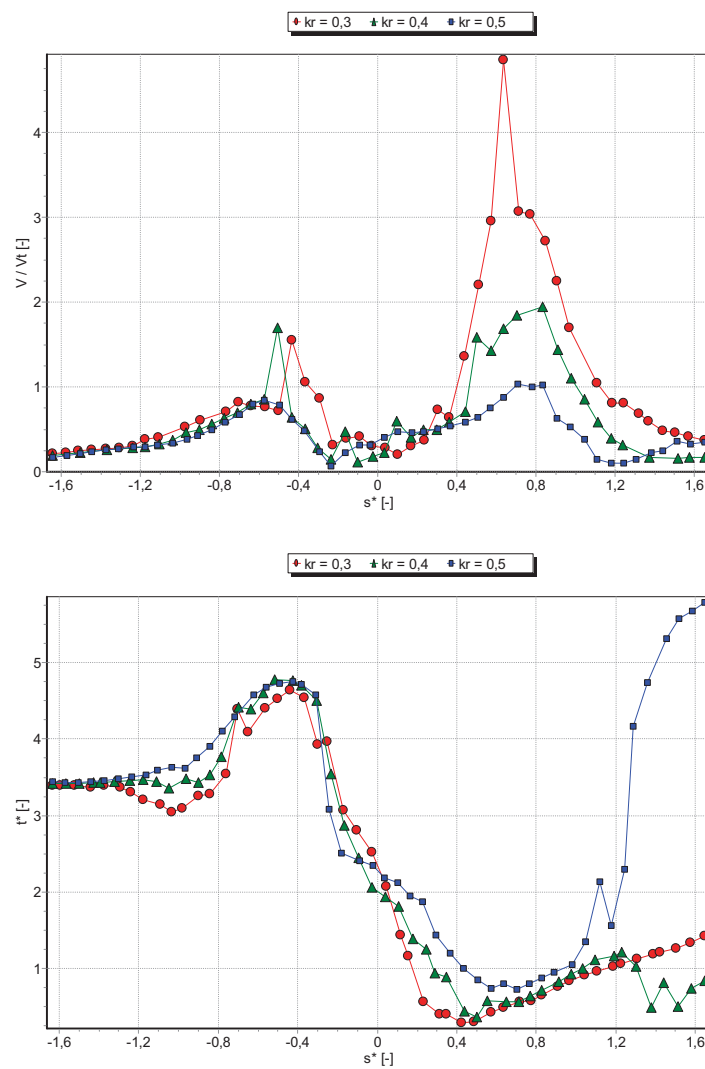 kr = 0,3 kr = 0,4 kr = 0,5
4
3
2
1
0
V / Vt [-]
-1,6 -1,2 -0,8 -0,4 0 0,4 0,8 1,2 1,6
s* [-]
kr = 0,3 kr = 0,4 kr = 0,5
5
4
3
2
1
t* [-]
-1,6 -1,2 -0,8 -0,4 0 0,4 0,8 1,2 1,6
s* [-]